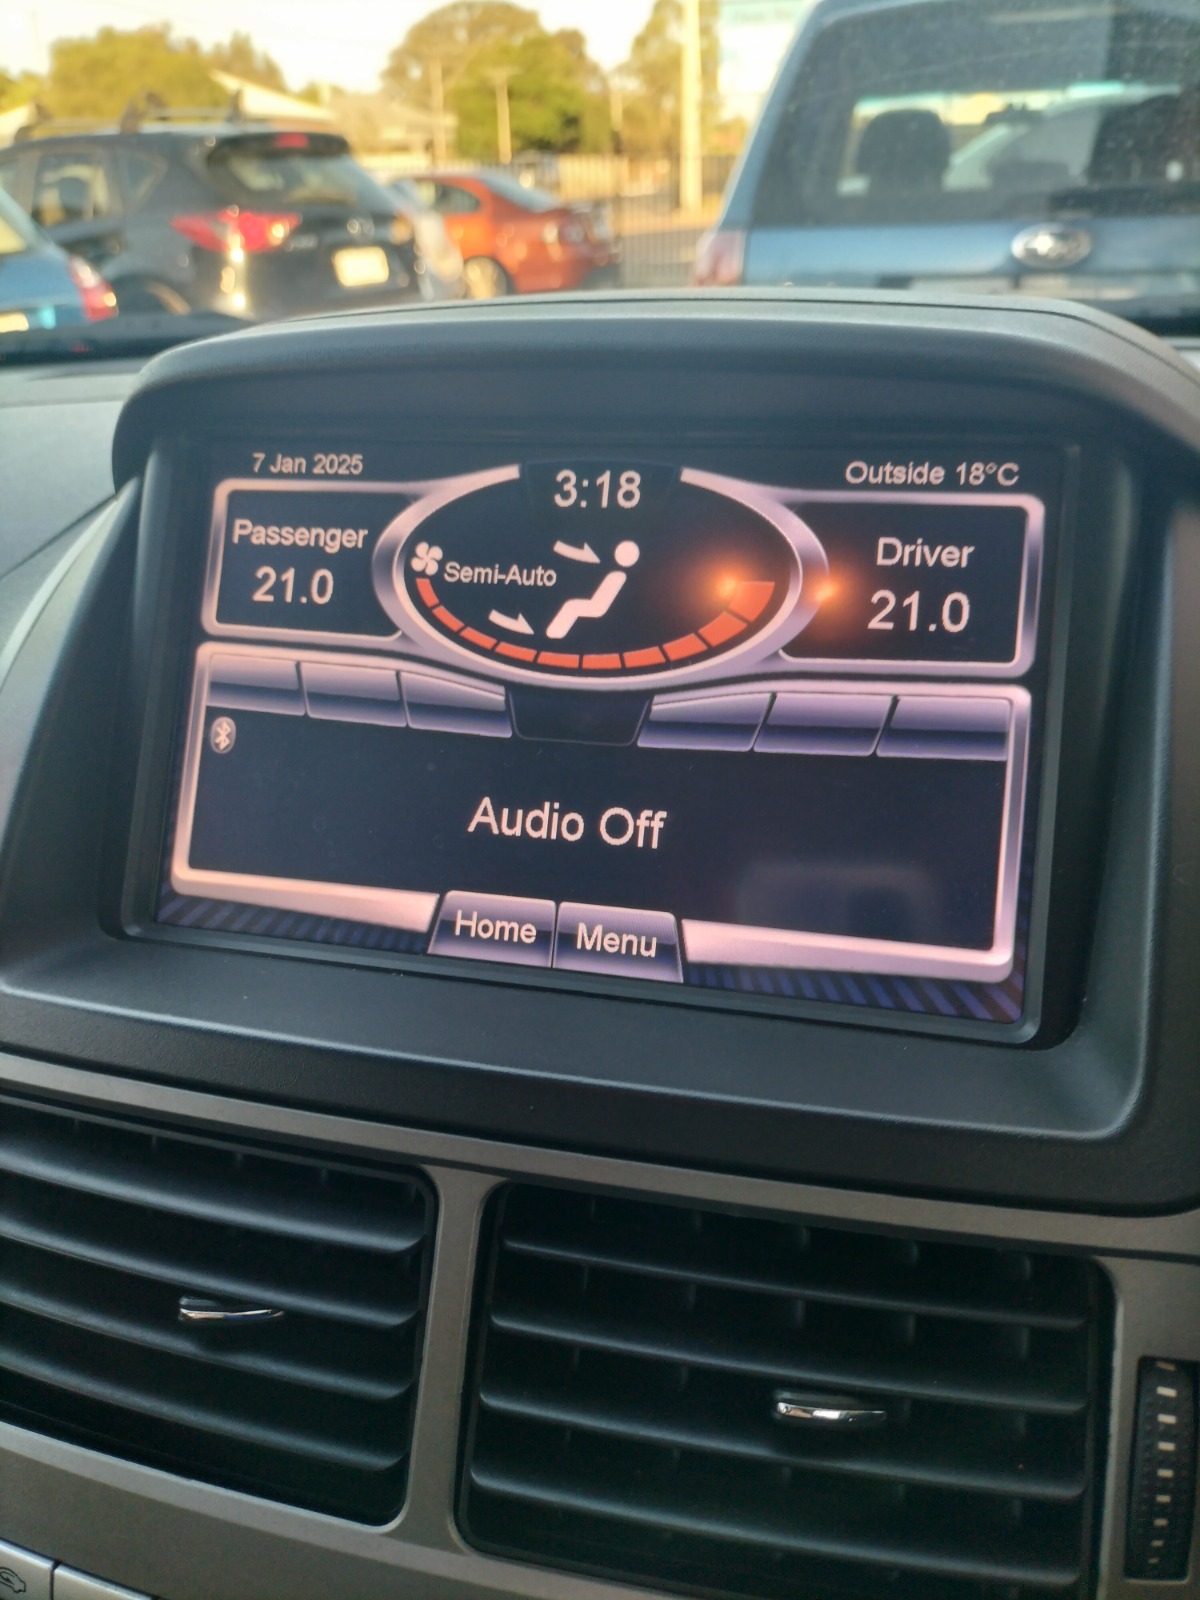 7 Jan 2025
3:18
Outside 18°C
Passenger
21.0
Semi-Auto
Driver
21.0
Audio Off
Home
Menu